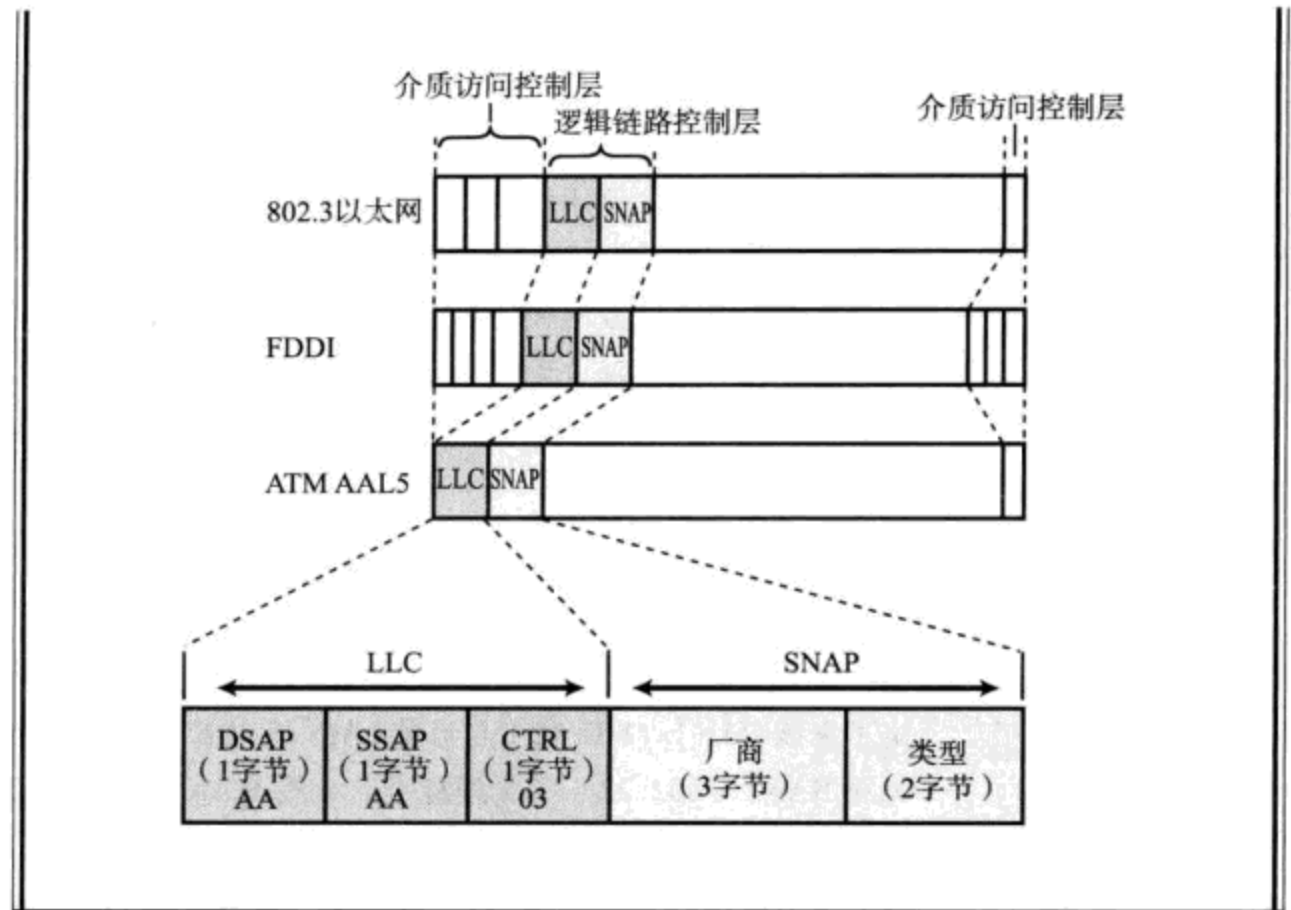 介质访问控制层
逻辑链路控制层
介质访问控制层
802.3以太网
LLC
SNAP
FDDI
LLC
SNAP
ATM AAL5
LLC
SNAP
LLC
SNAP
DSAP
（1字节）
AA
SSAP
（1字节）
AA
CTRL
（1字节）
03
厂商
（3字节）
类型
（2字节）